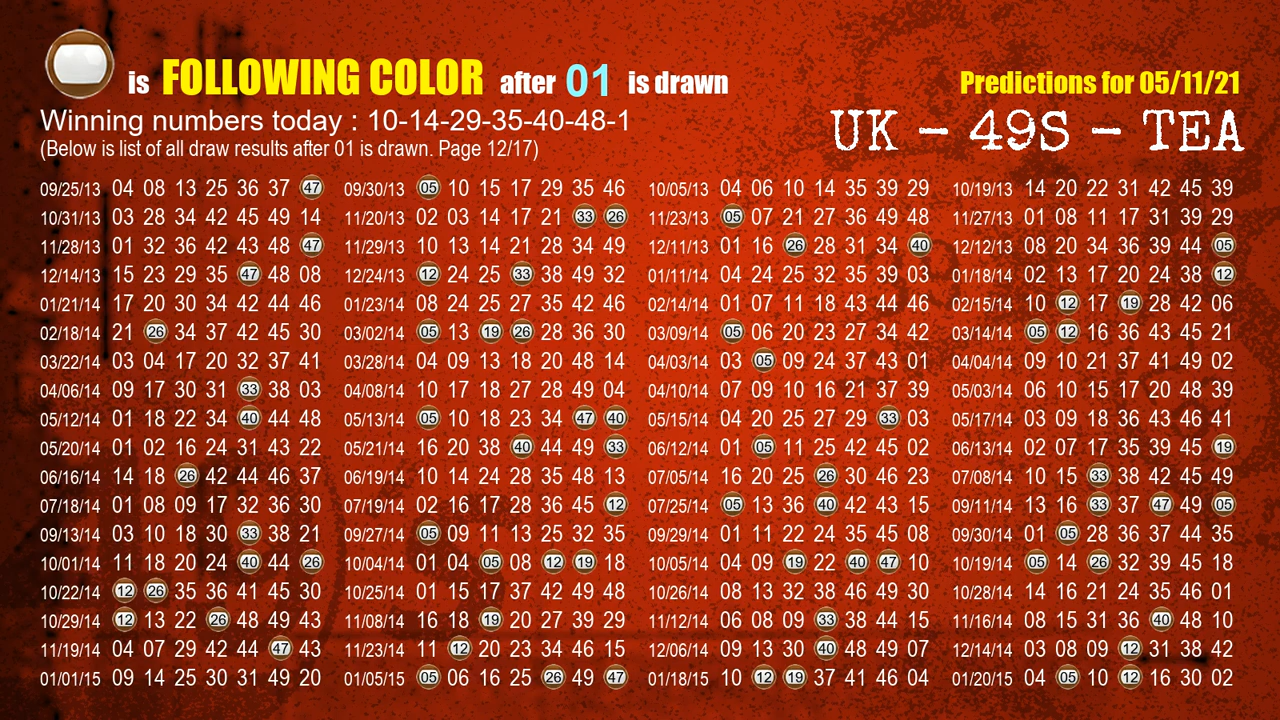 is FOLLOWING COLOR after 01 is drawn
Predictions for 05/11/21
Winning numbers today : 10-14-29-35-40-48-1
UK - 49S - TEA
(Below is list of all draw results after 01 is drawn. Page 12/17)
09/25/13 04 08 13 25 36 37 47 09/30/13 05 10 15 17 29 35 46 10/05/13 04 06 10 14 35 39 29 10/19/13 14 20 22 31 42 45 39
10/31/13 03 28 34 42 45 49 14 11/20/13 02 03 14 17 21 33 26 11/23/13 05 07 21 27 36 49 48 11/27/13 01 08 11 17 31 39 29
11/28/13 01 32 36 42 43 48 47 11/29/13 10 13 14 21 28 34 49 12/11/13 01 16 26 28 31 34 40 12/12/13 08 20 34 36 39 44 05
12/14/13 15 23 29 35 47 48 08 12/24/13 12 24 25 33 38 49 32 01/11/14 04 24 25 32 35 39 03 01/18/14 02 13 17 20 24 38 12
01/21/14 17 20 30 34 42 44 46 01/23/14 08 24 25 27 35 42 46 02/14/14 01 07 11 18 43 44 46 02/15/14 10 12 17 19 28 42 06
02/18/14 21 26 34 37 42 45 30 03/02/14 05 13 19 26 28 36 30 03/09/14 05 06 20 23 27 34 42 03/14/14 05 12 16 36 43 45 21
03/22/14 03 04 17 20 32 37 41 03/28/14 04 09 13 18 20 48 14 04/03/14 03 05 09 24 37 43 01 04/04/14 09 10 21 37 41 49 02
04/06/14 09 17 30 31 33 38 03 04/08/14 10 17 18 27 28 49 04 04/10/14 07 09 10 16 21 37 39 05/03/14 06 10 15 17 20 48 39
05/12/14 01 18 22 34 40 44 48 05/13/14 05 10 18 23 34 47 40 05/15/14 04 20 25 27 29 33 03 05/17/14 03 09 18 36 43 46 41
05/20/14 01 02 16 24 31 43 22 05/21/14 16 20 38 40 44 49 33 06/12/14 01 05 11 25 42 45 02 06/13/14 02 07 17 35 39 45 19
06/16/14 14 18 26 42 44 46 37 06/19/14 10 14 24 28 35 48 13 07/05/14 16 20 25 26 30 46 23 07/08/14 10 15 33 38 42 45 49
07/18/14 01 08 09 17 32 36 30 07/19/14 02 16 17 28 36 45 12 07/25/14 05 13 36 40 42 43 15 09/11/14 13 16 33 37 47 49 05
09/13/14 03 10 18 30 33 38 21 09/27/14 05 09 11 13 25 32 35 09/29/14 01 11 22 24 35 45 08 09/30/14 01 05 28 36 37 44 35
10/01/14 11 18 20 24 40 44 26 10/04/14 01 04 05 08 12 19 18 10/05/14 04 09 19 22 40 47 10 10/19/14 05 14 26 32 39 45 18
10/22/14 12 26 35 36 41 45 30 10/25/14 01 15 17 37 42 49 48 10/26/14 08 13 32 38 46 49 30 10/28/14 14 16 21 24 35 46 01
10/29/14 12 13 22 26 48 49 43 11/08/14 16 18 19 20 27 39 29 11/12/14 06 08 09 33 38 44 15 11/16/14 08 15 31 36 40 48 10
11/19/14 04 07 29 42 44 47 43 11/23/14 11 12 20 23 34 46 15 12/06/14 09 13 30 40 48 49 07 12/14/14 03 08 09 12 31 38 42
01/01/15 09 14 25 30 31 49 20 01/05/15 05 06 16 25 26 49 47 01/18/15 10 12 19 37 41 46 04 01/20/15 04 05 10 12 16 30 02